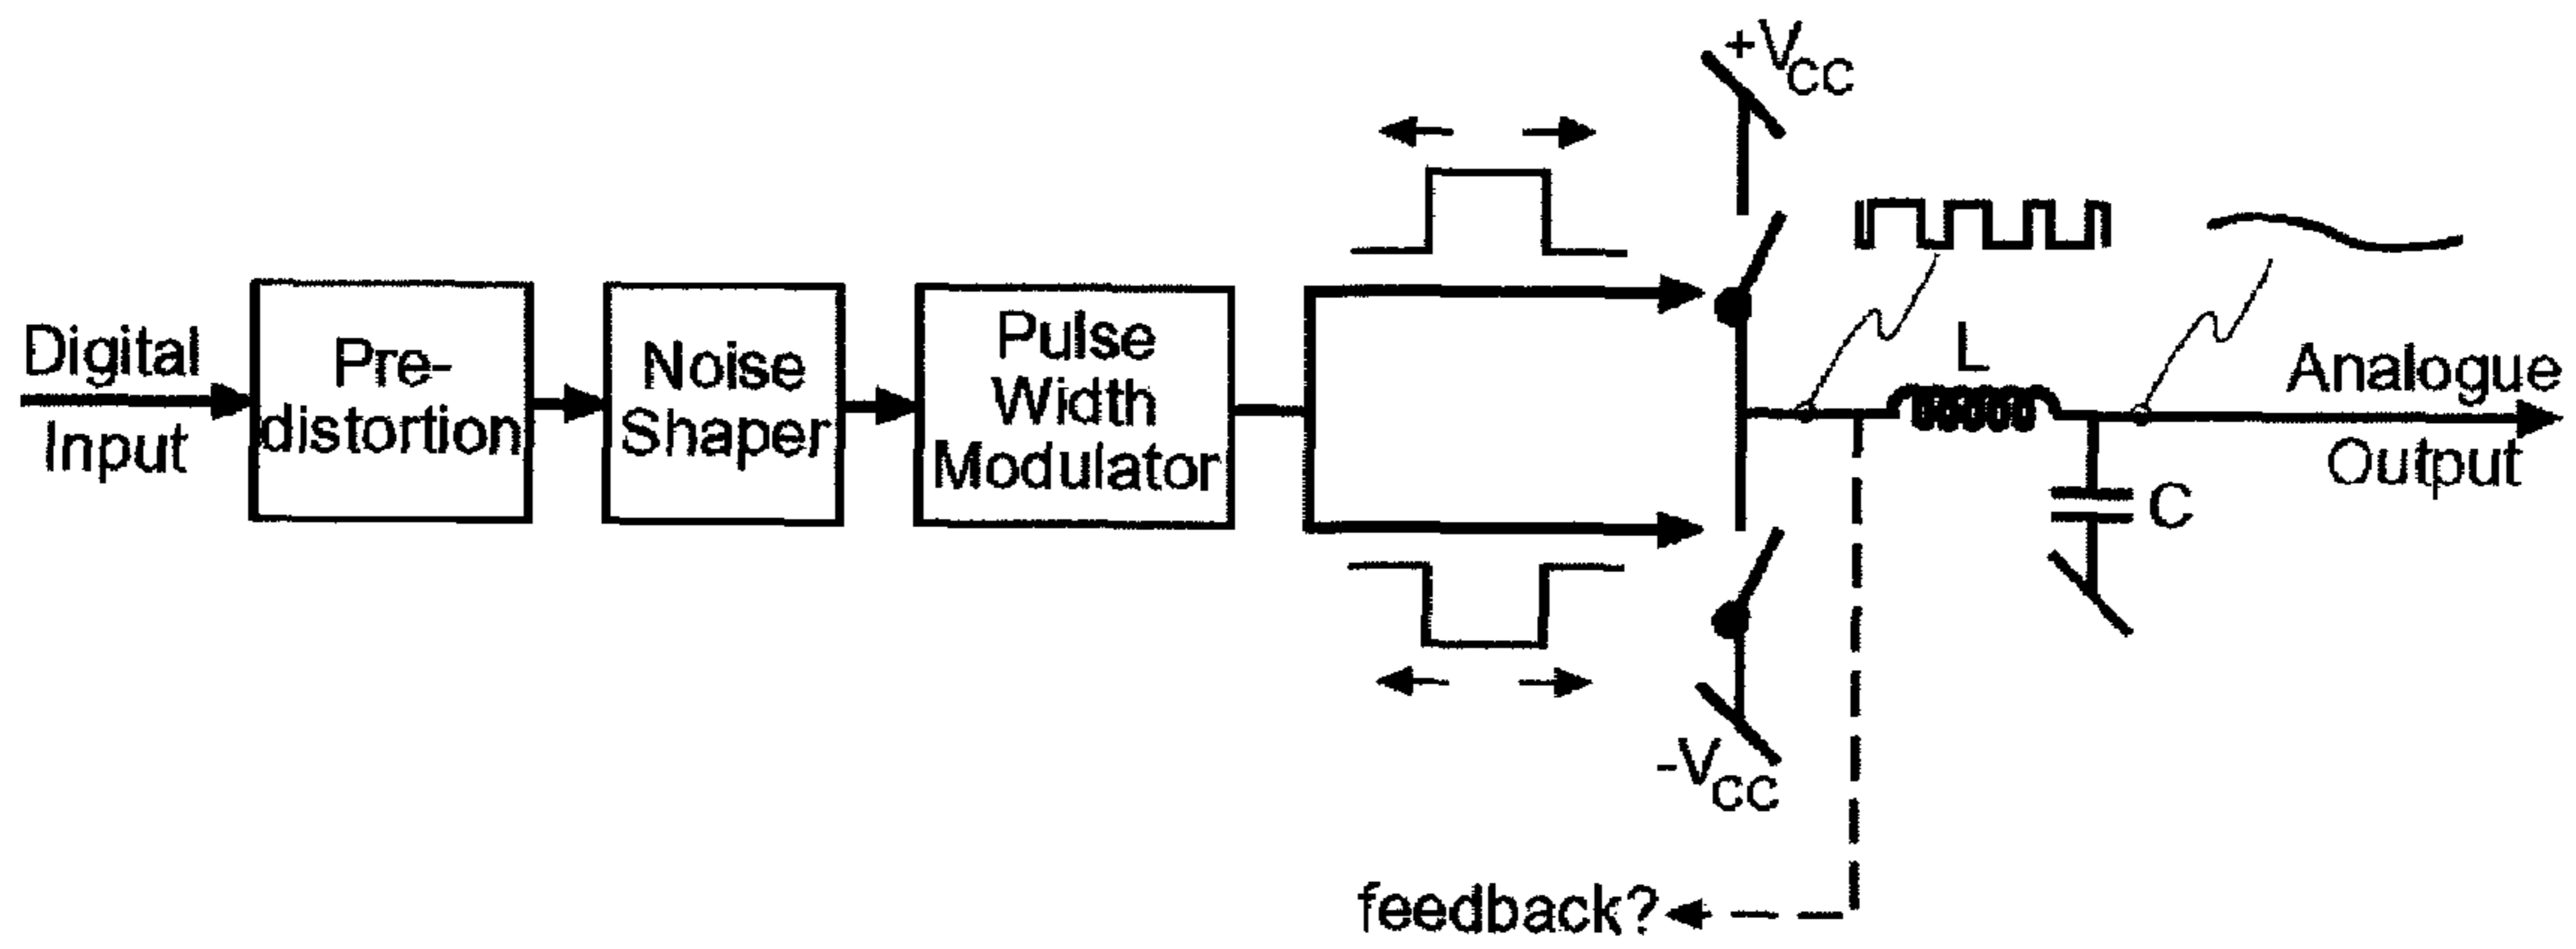 Digital
Input
Pre-
distortion
Noise
Shaper
Pulse
Width
Modulator
+VCC
-VCC
L
C
Analogue
Output
feedback?